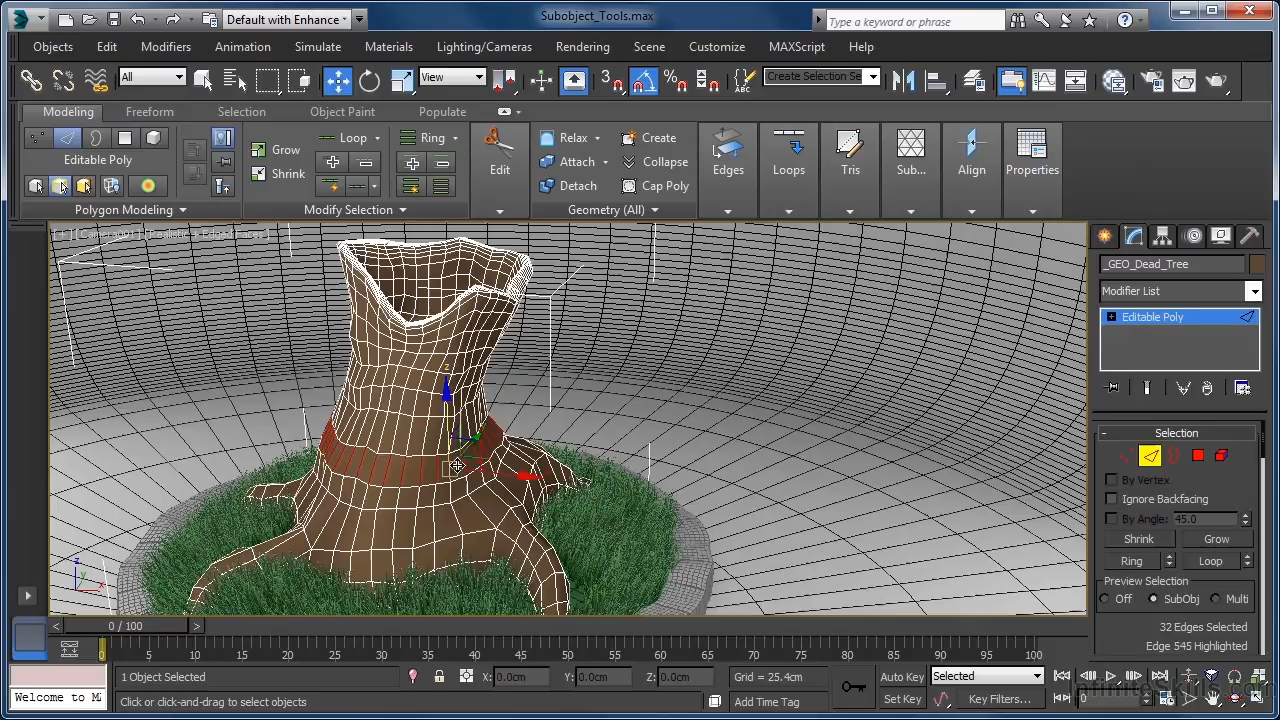 Default with Enhance
Subobject_Tools.max
Type a keyword or phrase
Objects Edit Modifiers Animation Simulate Materials Lighting/Cameras Rendering Scene Customize MAXScript Help
All View 3 % ABC Create Selection Se
Modeling Freeform Selection Object Paint Populate
Loop Ring Relax Create
Grow Attach Collapse
Editable Poly Shrink Edit Detach Cap Poly Edges Loops Tris Sub... Align Properties
Polygon Modeling Modify Selection Geometry (All)
_GEO_Dead_Tree
Modifier List
Editable Poly
z
Selection
By Vertex
Ignore Backfacing
By Angle: 45.0
Shrink Grow
Ring Loop
Preview Selection
Off SubObj Multi
32 Edges Selected
Edge 545 Highlighted
0 / 100
0 5 10 15 20 25 30 35 40 45 50 55 60 65 70 75 80 85 90 95 100
1 Object Selected X: 0.0cm Y: 0.0cm Z: 0.0cm Grid = 25.4cm Auto Key Selected
Welcome to M Click or click-and-drag to select objects Add Time Tag Set Key Key Filters... 0
InfiniteSkills.com